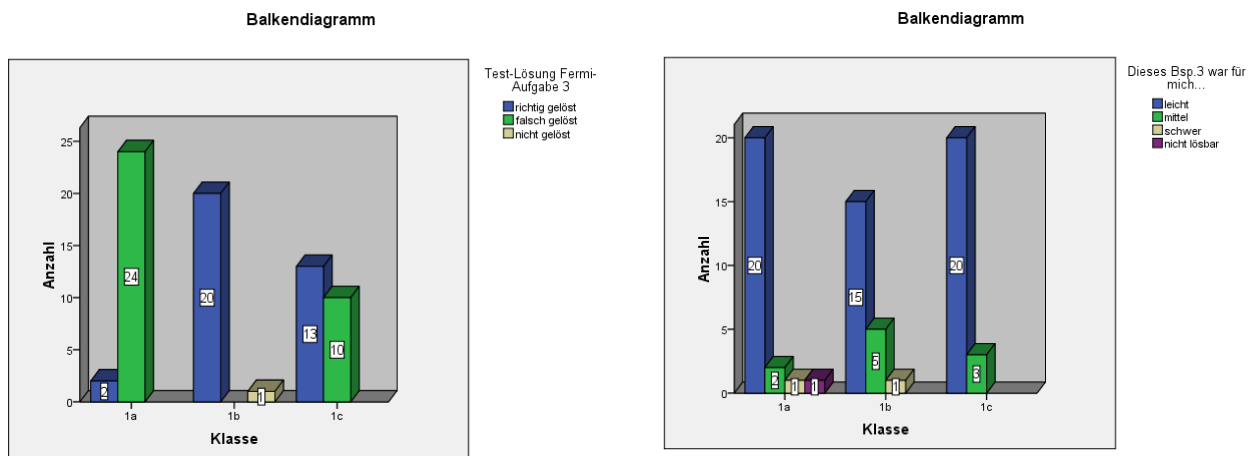 Balkendiagramm
Test-Lösung Fermi-
Aufgabe 3
richtig gelöst
falsch gelöst
nicht gelöst
Anzahl
25
20
15
10
5
0
2
24
20
1
13
10
1a
1b
1c
Klasse
Balkendiagramm
Dieses Bsp.3 war für
mich...
leicht
mittel
schwer
nicht lösbar
Anzahl
20
15
10
5
0
20
2
1
1
15
5
1
20
3
1a
1b
1c
Klasse